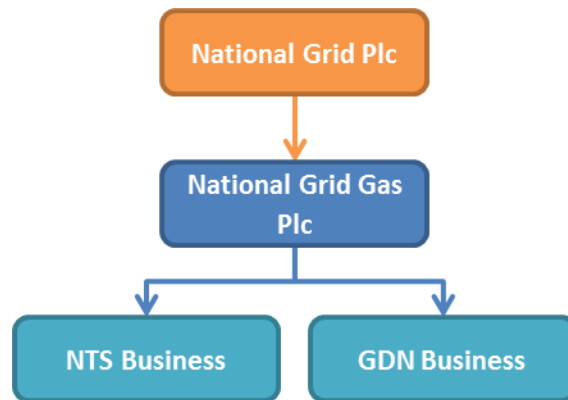 National Grid Plc
National Grid Gas
Plc
NTS Business
GDN Business